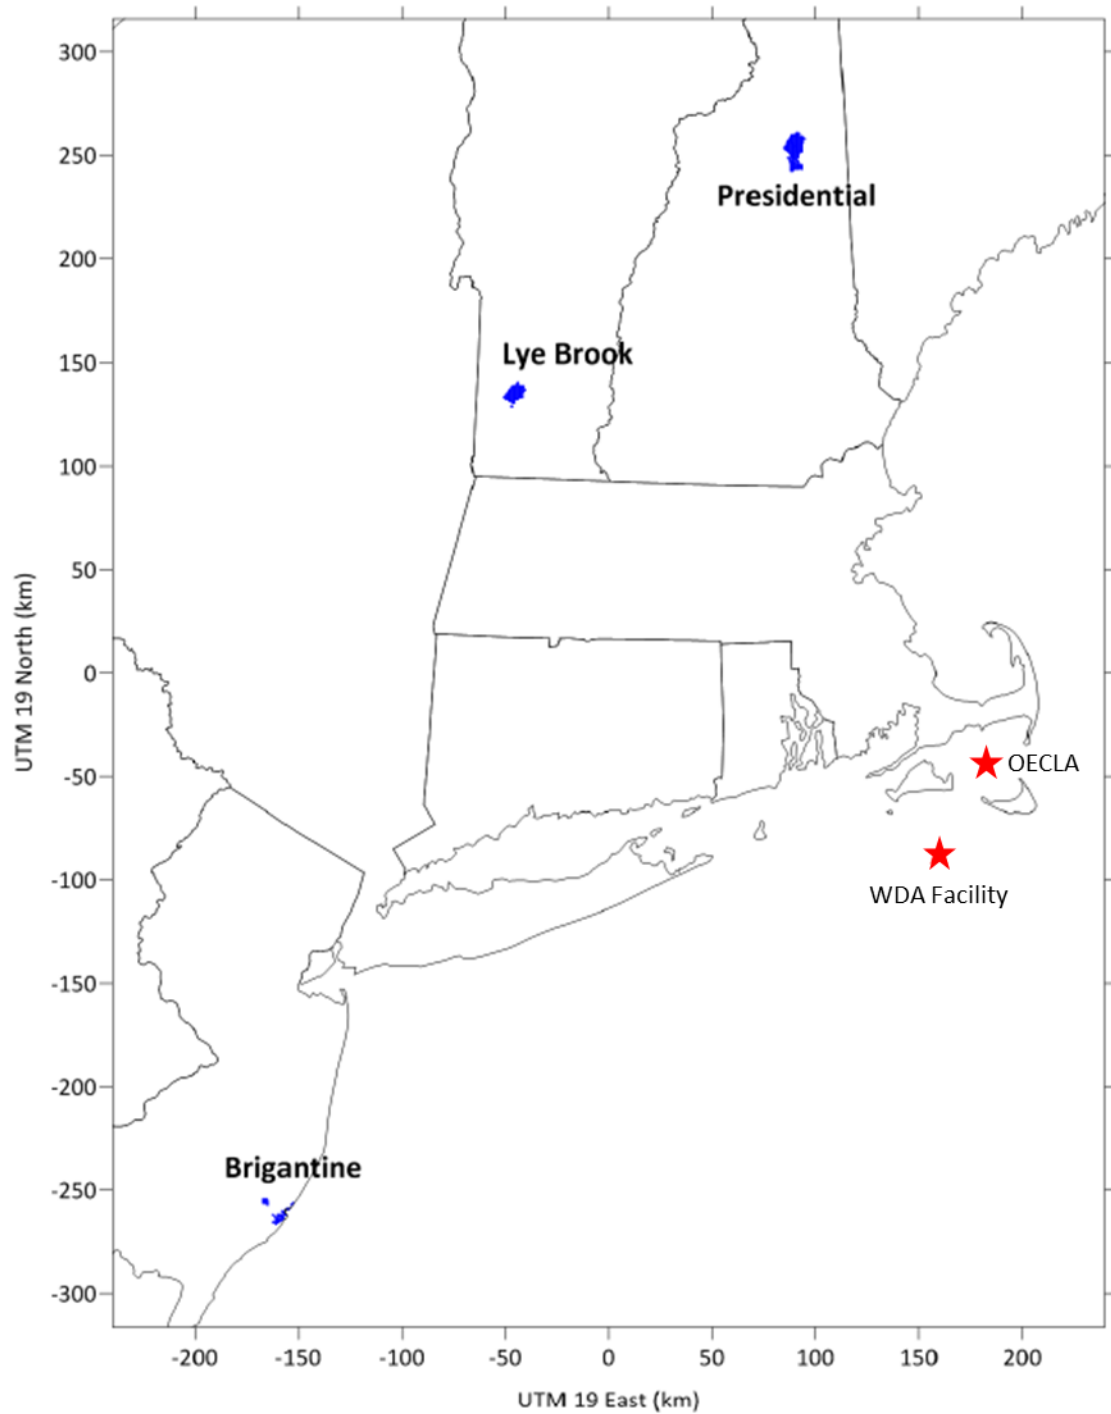 300
250
Presidential
200
Lye Brook
150
100
50
0
UTM 19 North (km)
-50
OECLA
-100
WDA Facility
-150
-200
Brigantine
-250
-300
-200 -150 -100 -50 0 50 100 150 200
UTM 19 East (km)